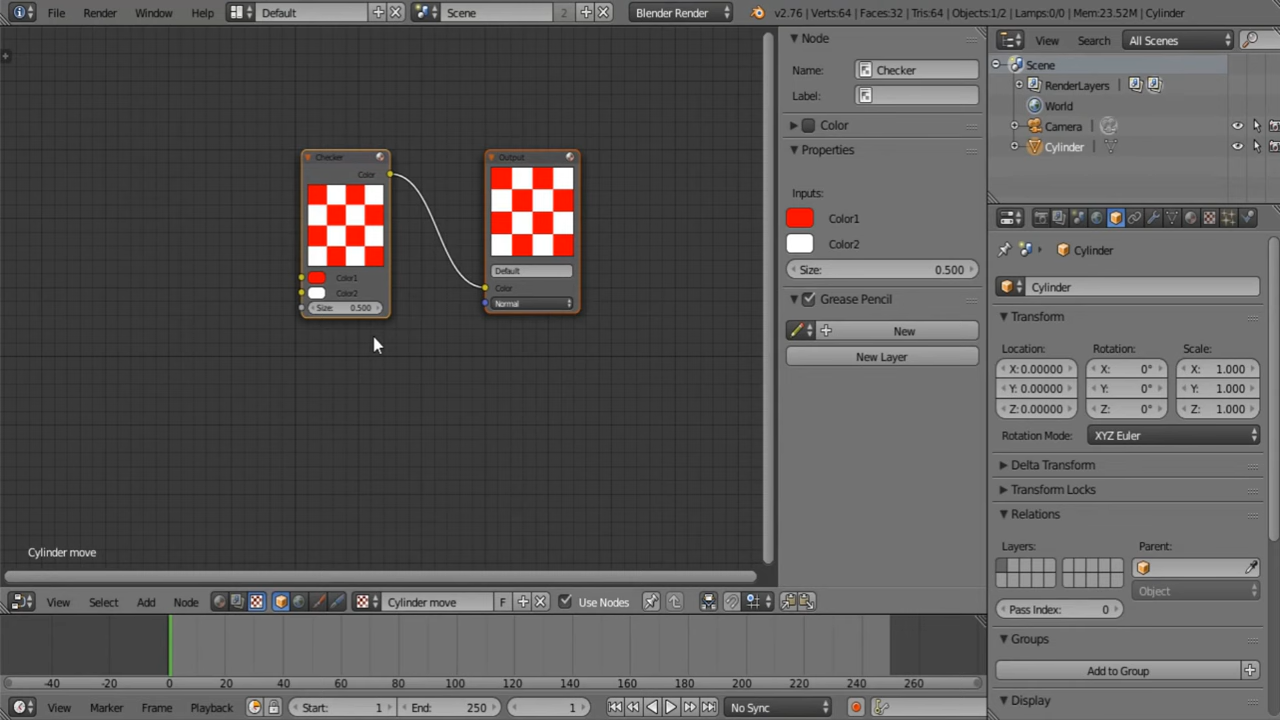 File Render Window Help Default Scene 2 Blender Render v2.76 | Verts:64 | Faces:32 | Tris:64 | Objects:1/2 | Lamps:0/0 | Mem:23.52M | Cylinder
View Search All Scenes
Scene
RenderLayers
World
Camera
Cylinder
Checker
Color
Color1
Color2
Size: 0.500
Output
Default
Color
Normal
Cylinder move
Node
Name: Checker
Label:
Color
Properties
Inputs:
Color1
Color2
Size: 0.500
Grease Pencil
New
New Layer
Cylinder
Cylinder
Transform
Location: Rotation: Scale:
X: 0.00000 X: 0° X: 1.000
Y: 0.00000 Y: 0° Y: 1.000
Z: 0.00000 Z: 0° Z: 1.000
Rotation Mode: XYZ Euler
Delta Transform
Transform Locks
Relations
Layers: Parent:
Object
Pass Index: 0
Groups
Add to Group
Display
View Select Add Node Cylinder move F Use Nodes
-40 -20 0 20 40 60 80 100 120 140 160 180 200 220 240 260
View Marker Frame Playback Start: 1 End: 250 1 No Sync